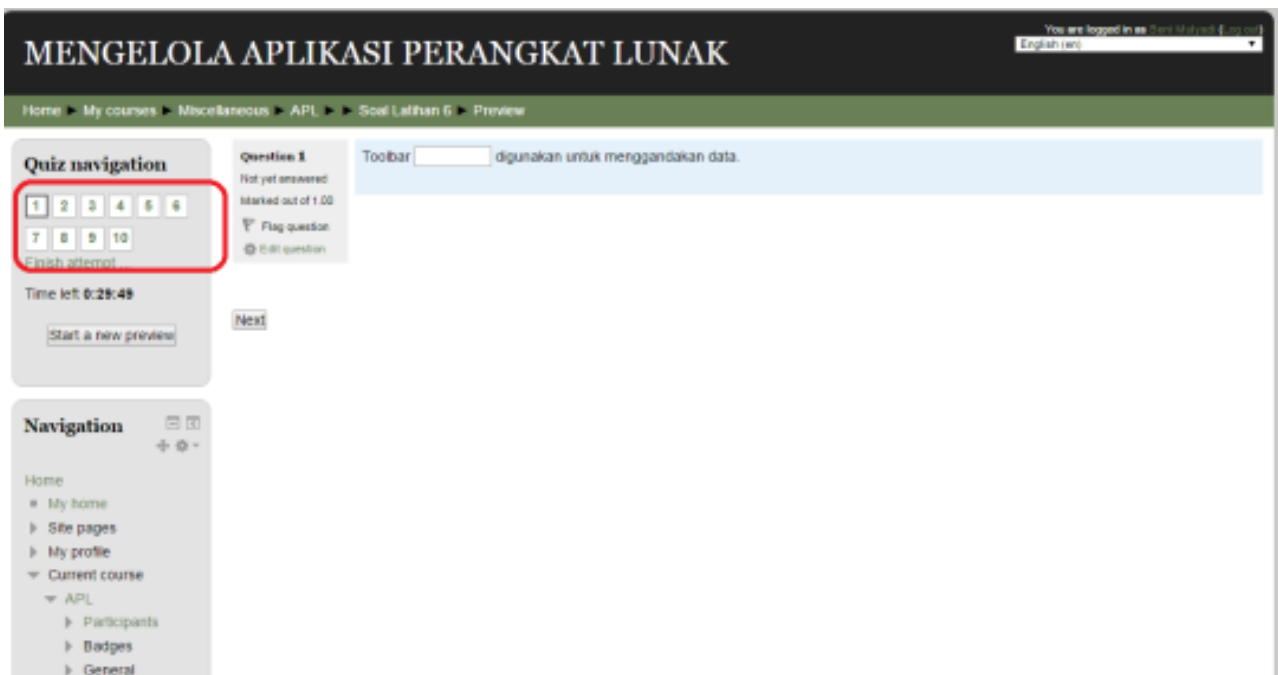 You are logged in as Beni Mulyadi (Log out)
English (en)
MENGELOLA APLIKASI PERANGKAT LUNAK
Home ► My courses ► Miscellaneous ► APL ► ► Soal Latihan 6 ► Preview
Quiz navigation
1 2 3 4 5 6
7 8 9 10
Finish attempt ...
Time left 0:29:49
Start a new preview
Question 1
Not yet answered
Marked out of 1.00
Flag question
Edit question
Toolbar digunakan untuk menggandakan data.
Next
Navigation
Home
My home
Site pages
My profile
Current course
APL
Participants
Badges
General